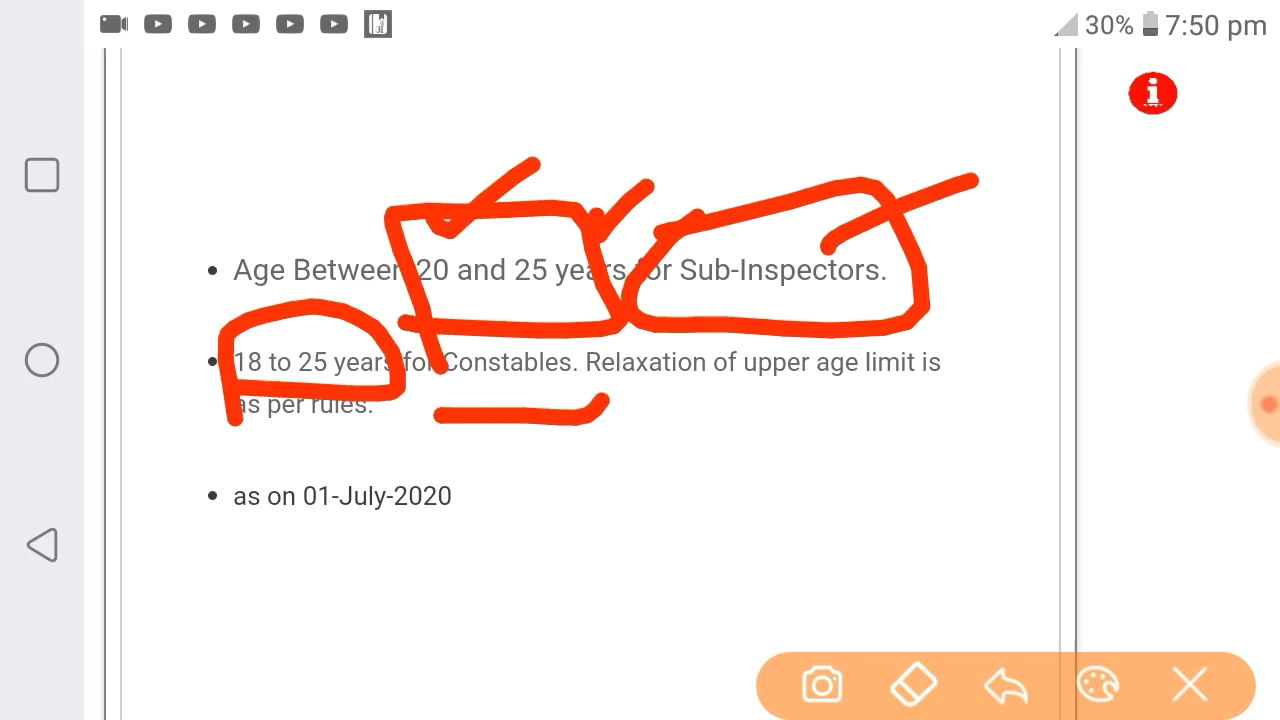 30% 7:50 pm
Age Between 20 and 25 years for Sub-Inspectors.
18 to 25 years for Constables. Relaxation of upper age limit is
as per rules.
as on 01-July-2020